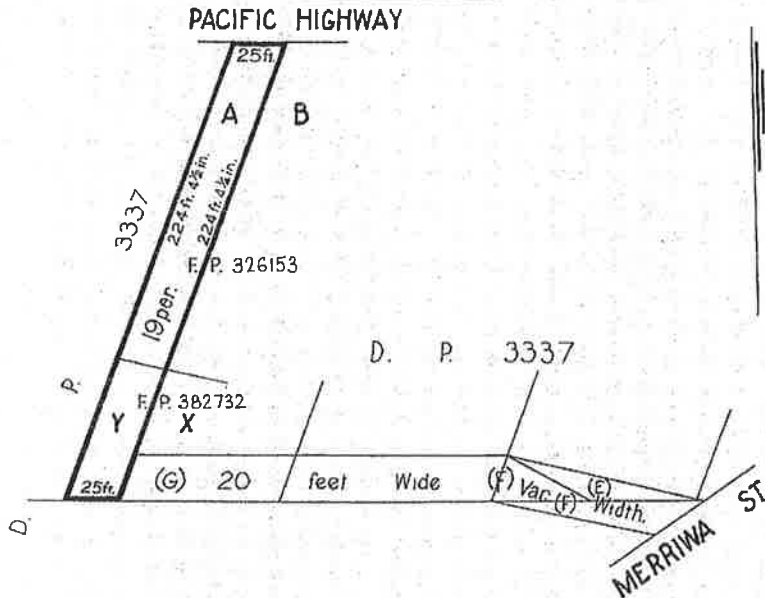 PACIFIC HIGHWAY
25ft.
A
B
224 ft. 4½ in.
224 ft. 4½ in.
3337
F. P. 326153
19 per.
D. P. 3337
P.
F. P. 382732
Y
X
25ft.
(G) 20 feet Wide
(F) Var. (F) Width.
(E)
D.
MERRIWA ST